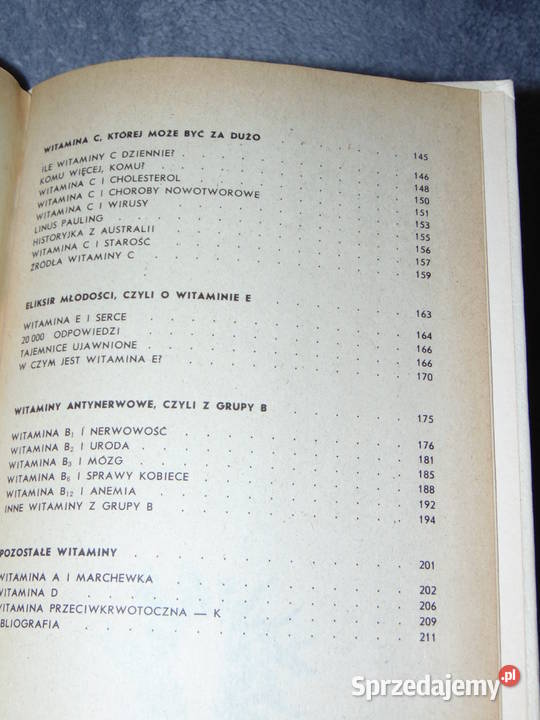 WITAMINA C, KTÓREJ MOŻE BYĆ ZA DUŻO 145
ILE WITAMINY C DZIENNIE? 146
KOMU WIĘCEJ, KOMU? 148
WITAMINA C I CHOLESTEROL 150
WITAMINA C I CHOROBY NOWOTWOROWE 151
WITAMINA C I WIRUSY 153
LINUS PAULING 155
HISTORYJKA Z AUSTRALII 156
WITAMINA C I STAROŚĆ 157
ŹRÓDŁA WITAMINY C 159
ELIKSIR MŁODOŚCI, CZYLI O WITAMINIE E 163
WITAMINA E I SERCE 164
20 000 ODPOWIEDZI 166
TAJEMNICE UJAWNIONE 166
W CZYM JEST WITAMINA E? 170
WITAMINY ANTYNERWOWE, CZYLI Z GRUPY B 175
WITAMINA B₁ I NERWOWOŚĆ 176
WITAMINA B₂ I URODA 181
WITAMINA B₃ I MÓZG 185
WITAMINA B₆ I SPRAWY KOBIECE 188
WITAMINA B₁₂ I ANEMIA 192
INNE WITAMINY Z GRUPY B 194
POZOSTAŁE WITAMINY 201
WITAMINA A I MARCHEWKA 202
WITAMINA D 206
WITAMINA PRZECIWKRWOTOCZNA — K 209
IBLIOGRAFIA 211
Sprzedajemy.pl